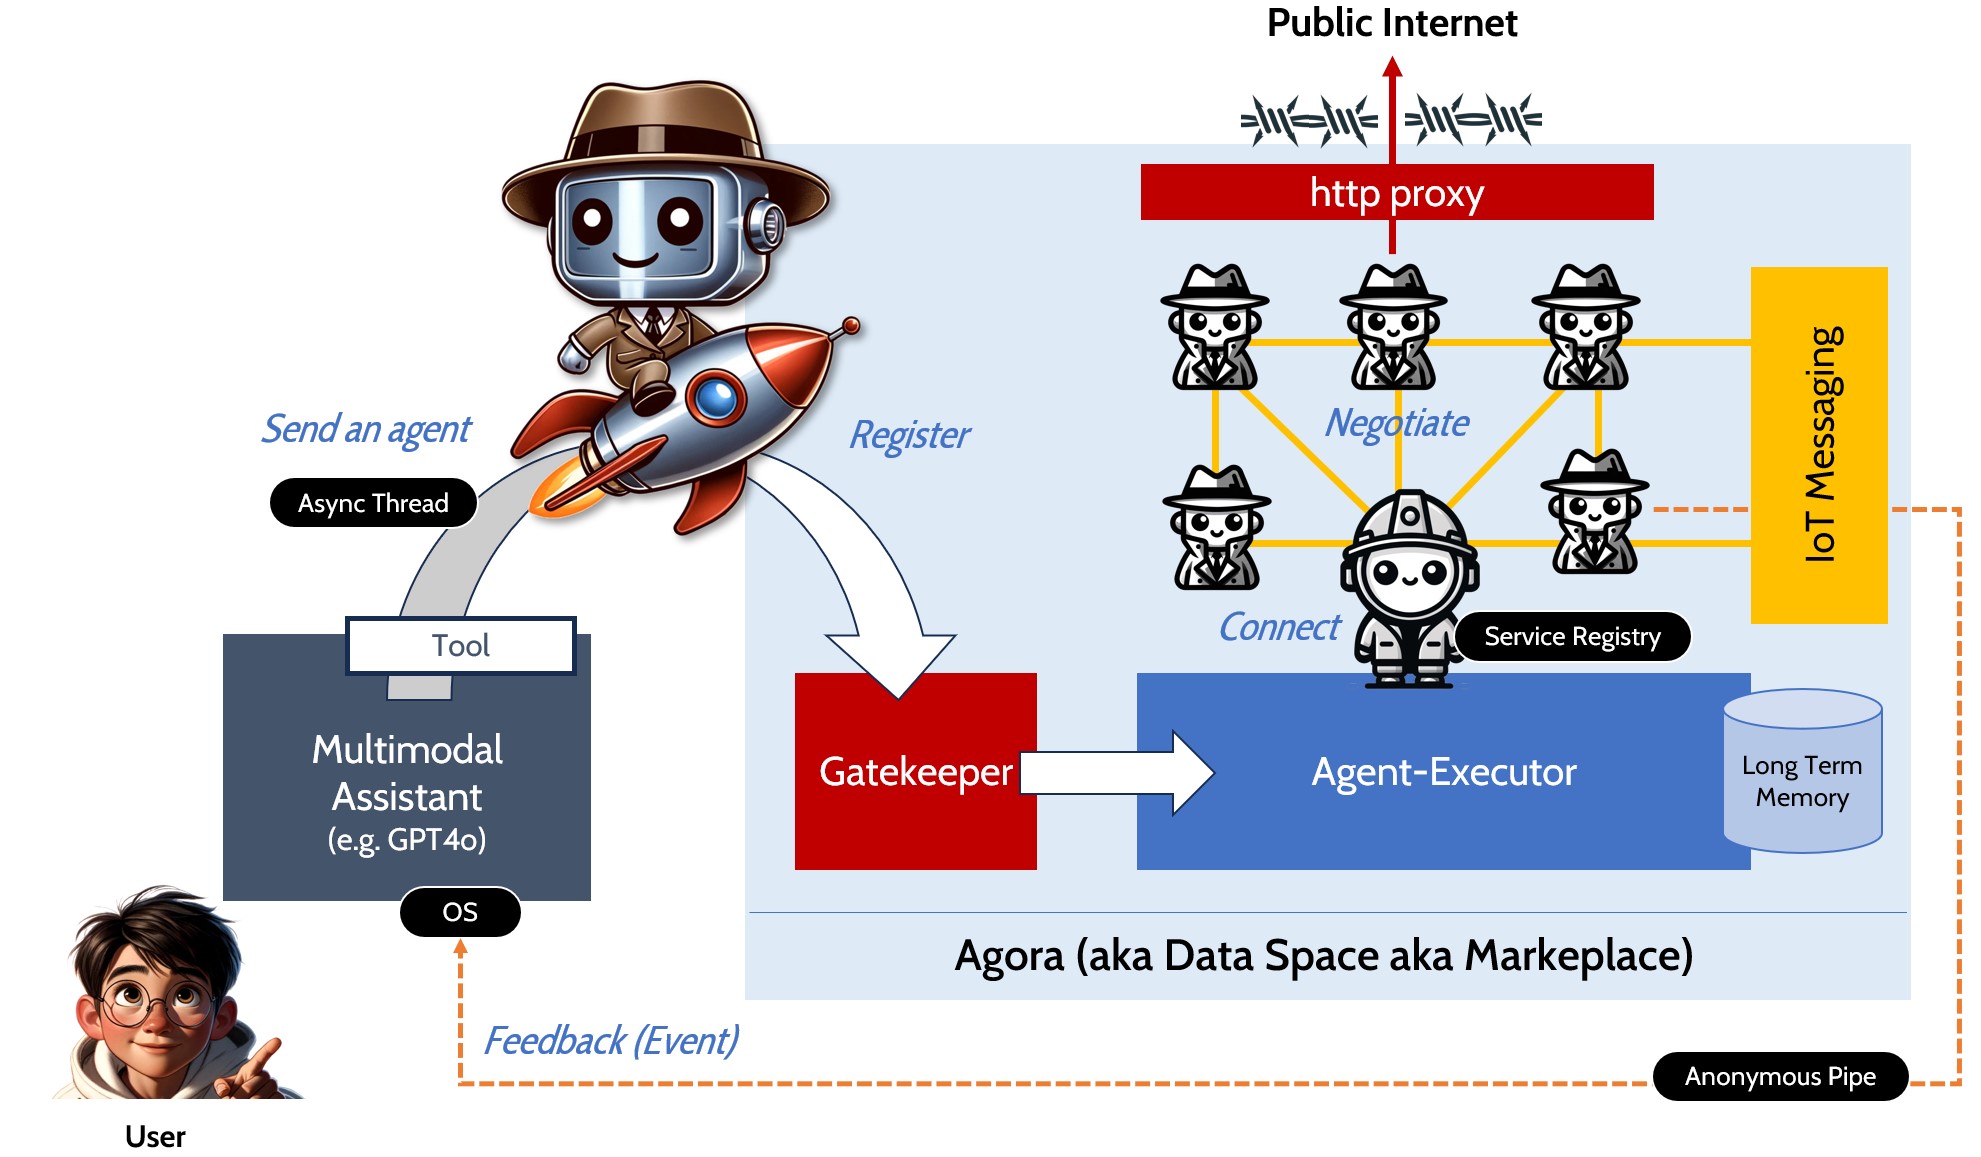 Public Internet
http proxy
IoT Messaging
Send an agent
Register
Negotiate
Async Thread
Connect
Service Registry
Tool
Multimodal
Assistant
(e.g. GPT4o)
Gatekeeper
Agent-Executor
Long Term
Memory
OS
Agora (aka Data Space aka Markeplace)
Feedback (Event)
Anonymous Pipe
User